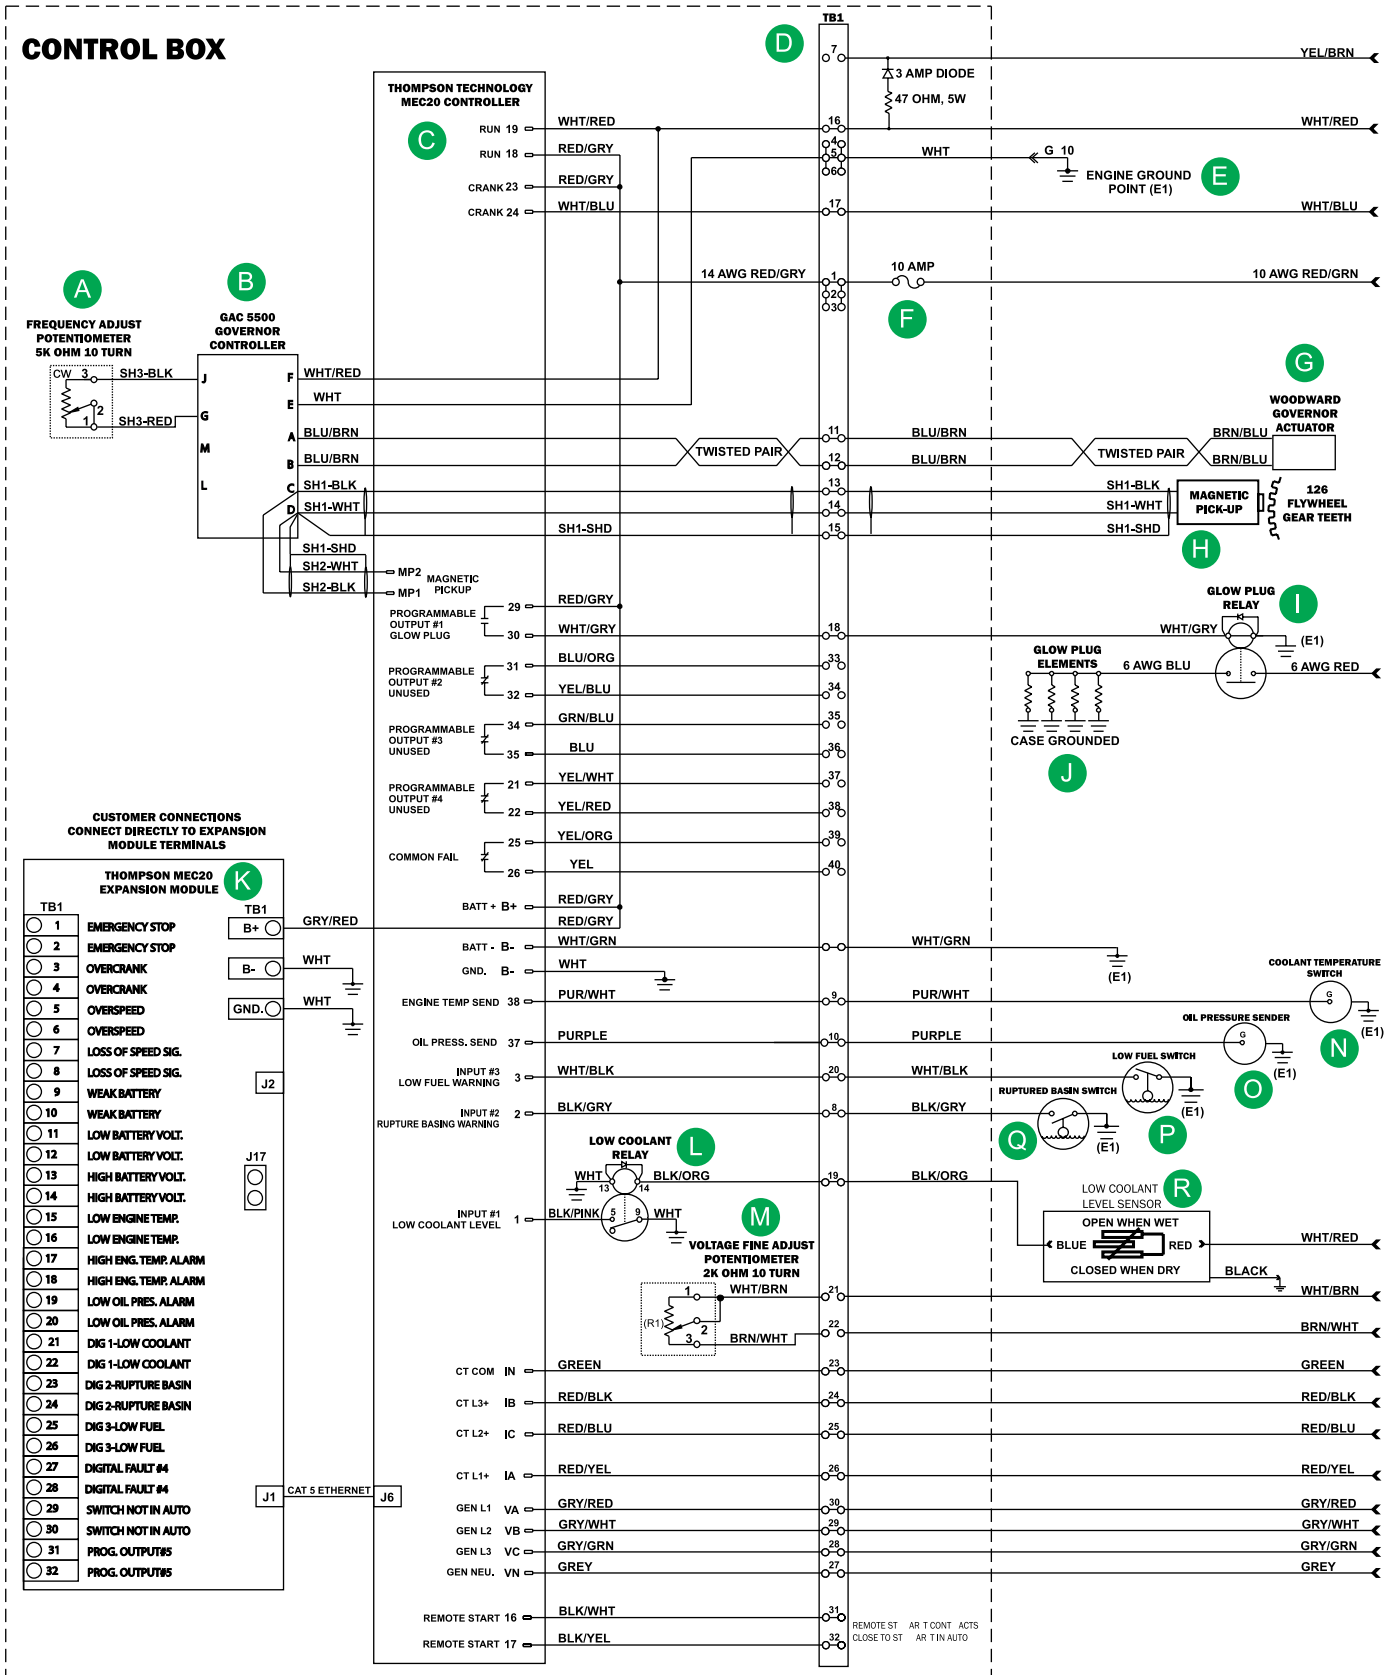 CONTROL BOX
TB1
D
7
YEL/BRN
3 AMP DIODE
47 OHM, 5W
THOMPSON TECHNOLOGY
MEC20 CONTROLLER
C
RUN 19
WHT/RED
16
WHT/RED
RUN 18
RED/GRY
4
5
6
WHT
G 10
ENGINE GROUND
POINT (E1)
E
CRANK 23
RED/GRY
CRANK 24
WHT/BLU
17
WHT/BLU
14 AWG RED/GRY
1
2
3
10 AMP
F
10 AWG RED/GRN
A
FREQUENCY ADJUST
POTENTIOMETER
5K OHM 10 TURN
CW 3
2
1
SH3-BLK
SH3-RED
B
GAC 5500
GOVERNOR
CONTROLLER
J
G
M
L
F
E
A
B
C
D
WHT/RED
WHT
BLU/BRN
BLU/BRN
SH1-BLK
SH1-WHT
SH1-SHD
TWISTED PAIR
11
12
13
14
15
BLU/BRN
BLU/BRN
TWISTED PAIR
BRN/BLU
BRN/BLU
G
WOODWARD
GOVERNOR
ACTUATOR
SH1-BLK
SH1-WHT
SH1-SHD
MAGNETIC
PICK-UP
126
FLYWHEEL
GEAR TEETH
H
SH1-SHD
SH2-WHT
SH2-BLK
MP2
MP1
MAGNETIC
PICKUP
PROGRAMMABLE
OUTPUT #1
GLOW PLUG
29
RED/GRY
30
WHT/GRY
18
WHT/GRY
GLOW PLUG
RELAY
I
(E1)
GLOW PLUG
ELEMENTS
6 AWG BLU
6 AWG RED
CASE GROUNDED
J
PROGRAMMABLE
OUTPUT #2
UNUSED
31
BLU/ORG
33
32
YEL/BLU
34
PROGRAMMABLE
OUTPUT #3
UNUSED
34
GRN/BLU
35
35
BLU
36
PROGRAMMABLE
OUTPUT #4
UNUSED
21
YEL/WHT
37
22
YEL/RED
38
COMMON FAIL
25
YEL/ORG
39
26
YEL
40
BATT + B+
RED/GRY
RED/GRY
BATT - B-
WHT/GRN
WHT/GRN
(E1)
GND. B-
WHT
ENGINE TEMP SEND 38
PUR/WHT
9
PUR/WHT
COOLANT TEMPERATURE
SWITCH
G
(E1)
N
OIL PRESS. SEND 37
PURPLE
10
PURPLE
OIL PRESSURE SENDER
G
(E1)
O
INPUT #3
LOW FUEL WARNING
3
WHT/BLK
20
WHT/BLK
LOW FUEL SWITCH
(E1)
P
INPUT #2
RUPTURE BASING WARNING
2
BLK/GRY
8
BLK/GRY
RUPTURED BASIN SWITCH
(E1)
Q
LOW COOLANT
RELAY
L
WHT
13
14
BLK/ORG
19
BLK/ORG
INPUT #1
LOW COOLANT LEVEL
1
BLK/PINK
5
9
WHT
LOW COOLANT
LEVEL SENSOR
R
OPEN WHEN WET
BLUE
RED
CLOSED WHEN DRY
WHT/RED
BLACK
M
VOLTAGE FINE ADJUST
POTENTIOMETER
2K OHM 10 TURN
(R1)
1
2
3
WHT/BRN
21
WHT/BRN
BRN/WHT
22
BRN/WHT
CT COM IN
GREEN
23
GREEN
CT L3+ IB
RED/BLK
24
RED/BLK
CT L2+ IC
RED/BLU
25
RED/BLU
CT L1+ IA
RED/YEL
26
RED/YEL
GEN L1 VA
GRY/RED
30
GRY/RED
GEN L2 VB
GRY/WHT
29
GRY/WHT
GEN L3 VC
GRY/GRN
28
GRY/GRN
GEN NEU. VN
GREY
27
GREY
REMOTE START 16
BLK/WHT
31
REMOTE START 17
BLK/YEL
32
REMOTE ST AR T CONT ACTS
CLOSE TO ST AR T IN AUTO
CUSTOMER CONNECTIONS
CONNECT DIRECTLY TO EXPANSION
MODULE TERMINALS
THOMPSON MEC20
EXPANSION MODULE
K
TB1
TB1
B+
GRY/RED
B-
WHT
GND.
WHT
J2
J17
J1
CAT 5 ETHERNET
J6
1 EMERGENCY STOP
2 EMERGENCY STOP
3 OVERCRANK
4 OVERCRANK
5 OVERSPEED
6 OVERSPEED
7 LOSS OF SPEED SIG.
8 LOSS OF SPEED SIG.
9 WEAK BATTERY
10 WEAK BATTERY
11 LOW BATTERY VOLT.
12 LOW BATTERY VOLT.
13 HIGH BATTERY VOLT.
14 HIGH BATTERY VOLT.
15 LOW ENGINE TEMP.
16 LOW ENGINE TEMP.
17 HIGH ENG. TEMP. ALARM
18 HIGH ENG. TEMP. ALARM
19 LOW OIL PRES. ALARM
20 LOW OIL PRES. ALARM
21 DIG 1-LOW COOLANT
22 DIG 1-LOW COOLANT
23 DIG 2-RUPTURE BASIN
24 DIG 2-RUPTURE BASIN
25 DIG 3-LOW FUEL
26 DIG 3-LOW FUEL
27 DIGITAL FAULT #4
28 DIGITAL FAULT #4
29 SWITCH NOT IN AUTO
30 SWITCH NOT IN AUTO
31 PROG. OUTPUT#5
32 PROG. OUTPUT#5